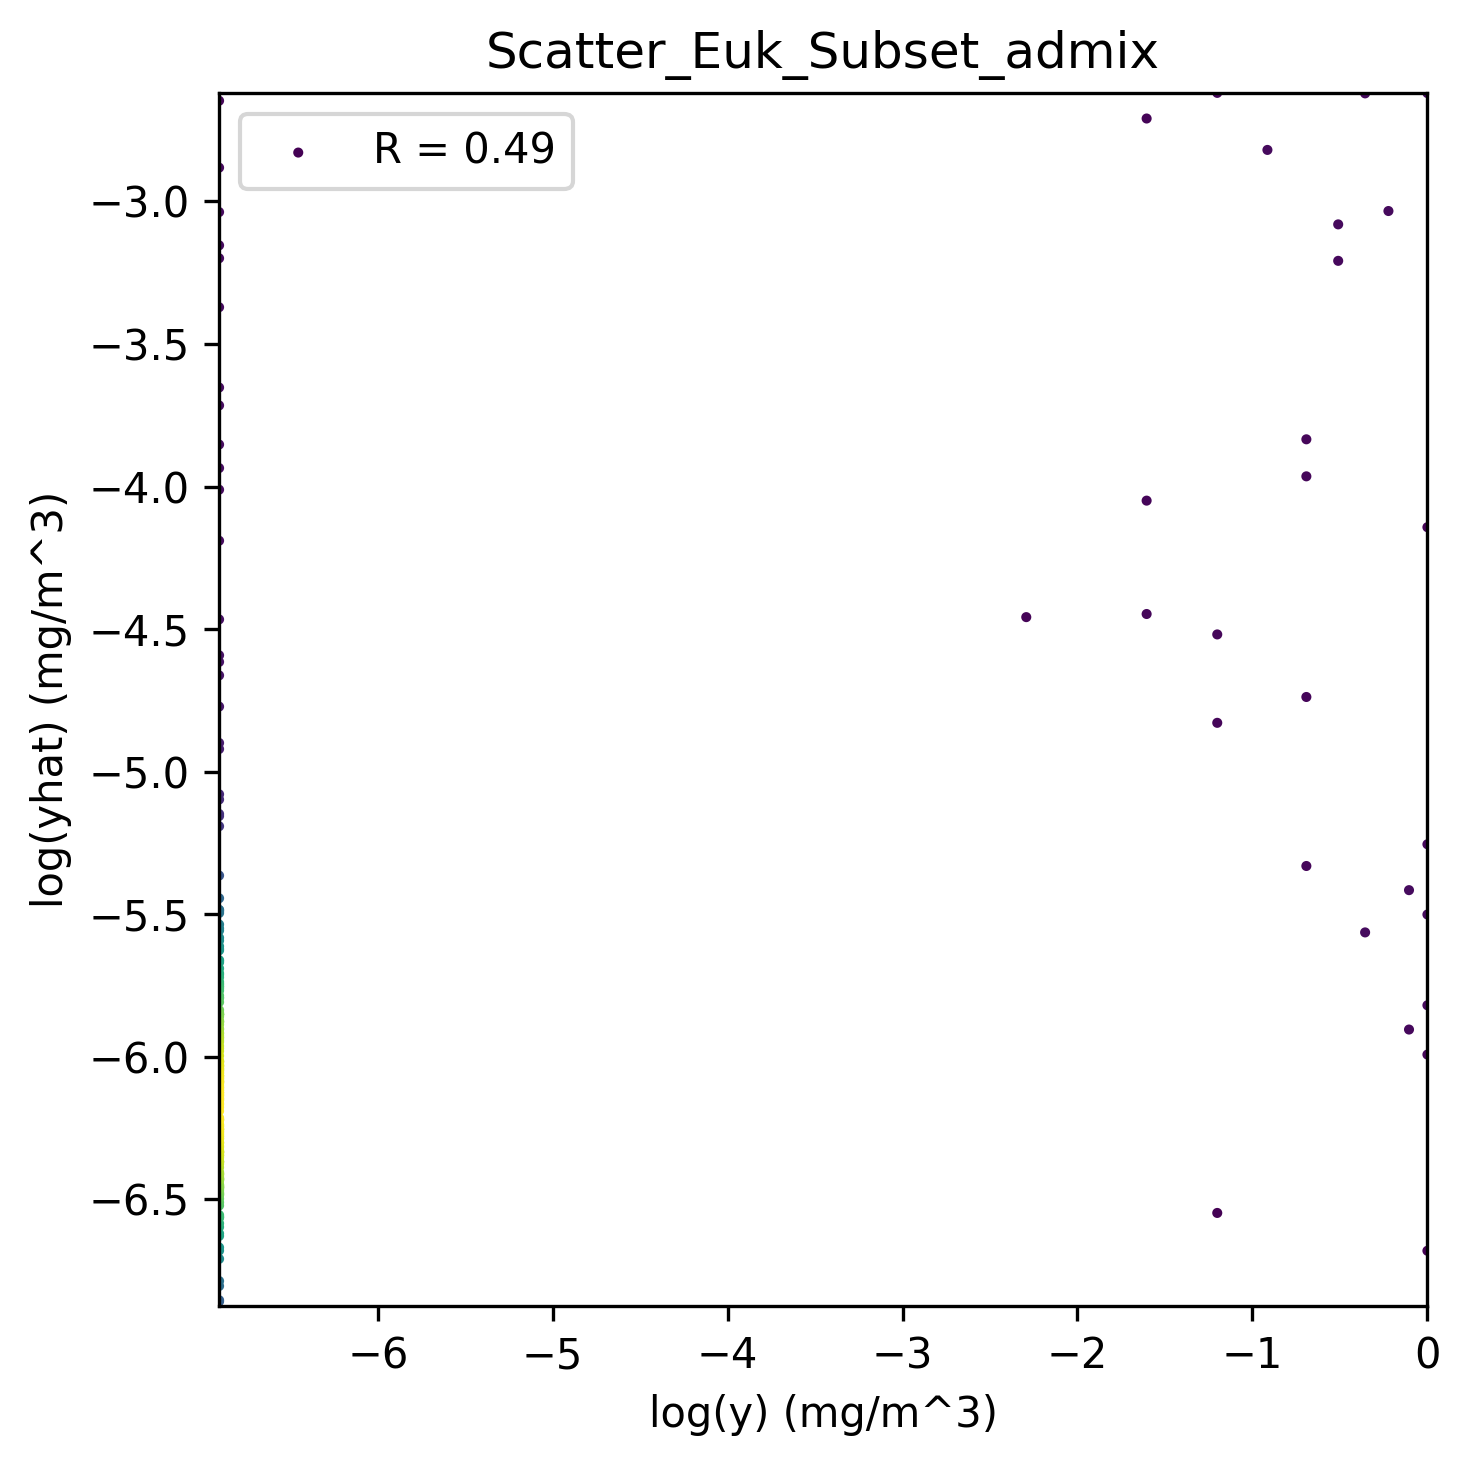 Scatter_Euk_Subset_admix
R = 0.49
−3.0
−3.5
−4.0
−4.5
−5.0
−5.5
−6.0
−6.5
log(yhat) (mg/m^3)
−6 −5 −4 −3 −2 −1 0
log(y) (mg/m^3)